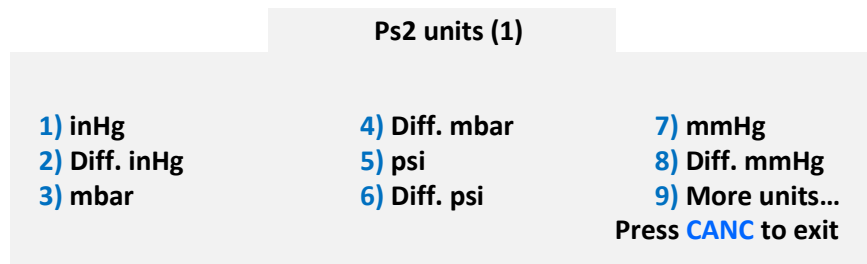 Ps2 units (1)
1) inHg
2) Diff. inHg
3) mbar
4) Diff. mbar
5) psi
6) Diff. psi
7) mmHg
8) Diff. mmHg
9) More units…
Press CANC to exit